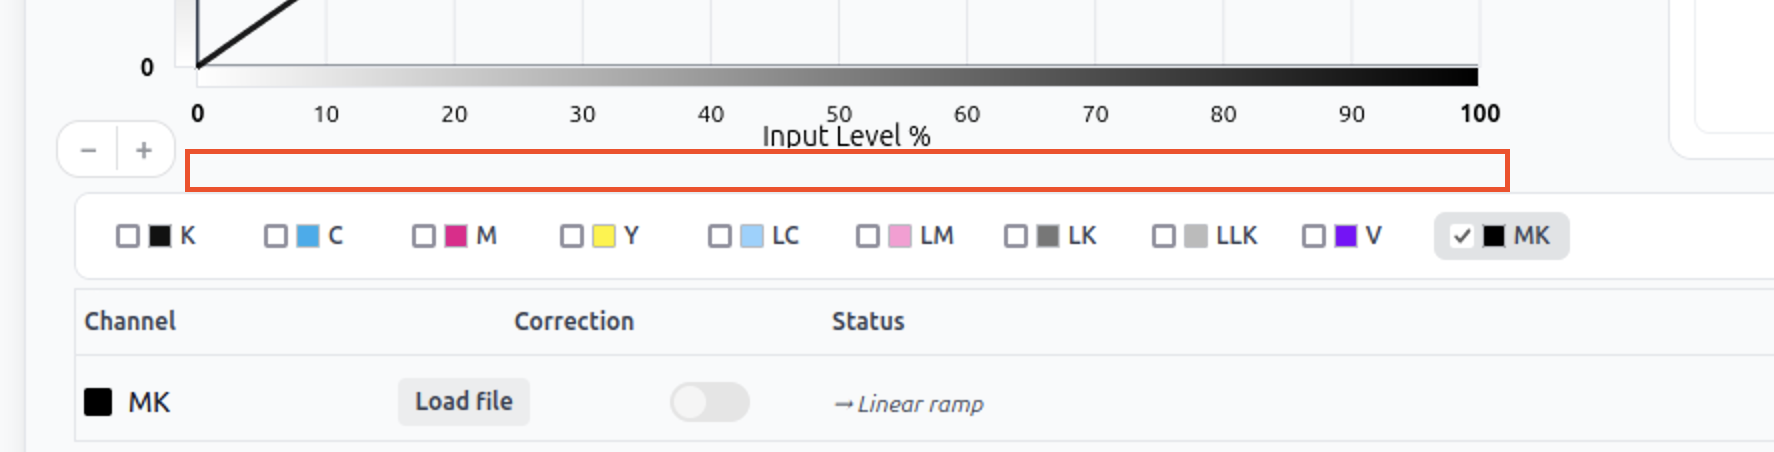 0
0 10 20 30 40 50 60 70 80 90 100
Input Level %
− +
K C M Y LC LM LK LLK V MK
Channel Correction Status
MK Load file → Linear ramp